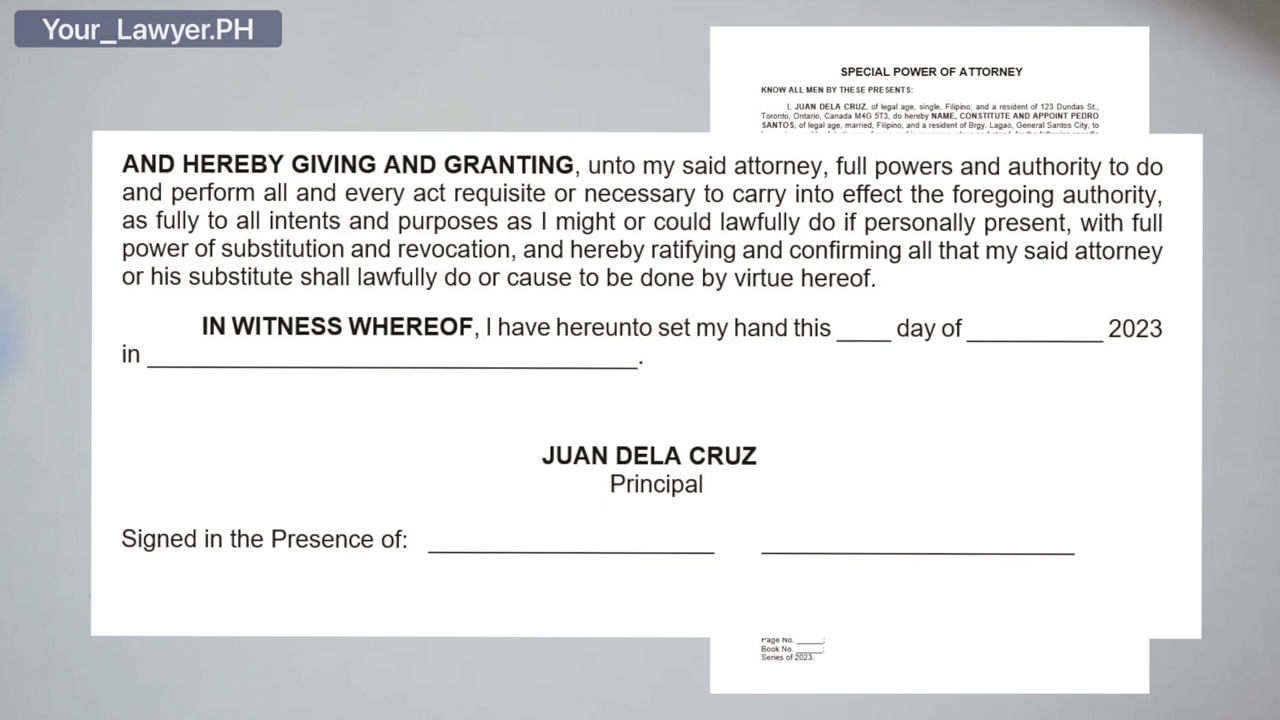 Your_Lawyer.PH
SPECIAL POWER OF ATTORNEY
KNOW ALL MEN BY THESE PRESENTS:
I, JUAN DELA CRUZ, of legal age, single, Filipino, and a resident of 123 Dundas St.,
Toronto, Ontario, Canada M4G 5T3, do hereby NAME, CONSTITUTE AND APPOINT PEDRO
SANTOS, of legal age, married, Filipino, and a resident of Brgy. Lagao, General Santos City, to
AND HEREBY GIVING AND GRANTING, unto my said attorney, full powers and authority to do
and perform all and every act requisite or necessary to carry into effect the foregoing authority,
as fully to all intents and purposes as I might or could lawfully do if personally present, with full
power of substitution and revocation, and hereby ratifying and confirming all that my said attorney
or his substitute shall lawfully do or cause to be done by virtue hereof.
IN WITNESS WHEREOF, I have hereunto set my hand this ____ day of __________ 2023
in ____________________________________.
JUAN DELA CRUZ
Principal
Signed in the Presence of: _____________________ _______________________
Page No. ______;
Book No. ______;
Series of 2023.